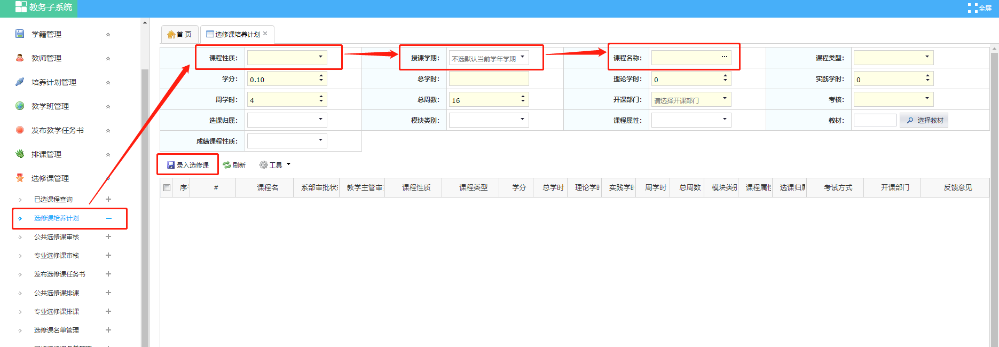 教务子系统
全屏
学籍管理
教师管理
培养计划管理
教学班管理
发布教学任务书
排课管理
选修课管理
已选课程查询
选修课培养计划
公共选修课审核
专业选修课审核
发布选修课任务书
公共选修课排课
专业选修课排课
选修课名单管理
首 页
选修课培养计划
课程性质：
授课学期： 不选默认当前学年学期
课程名称： ...
课程类型：
学分： 0.10
总学时：
理论学时： 0
实践学时： 0
周学时： 4
总周数： 16
开课部门： 请选择开课部门
考核：
选课归属：
模块类别：
课程属性：
教材： 选择教材
成绩课程性质：
录入选修课 刷新 工具
序 # 课程名 系部审批状 教学主管审 课程性质 课程类型 学分 总学时 理论学时 实践学时 周学时 总周数 模块类别 课程属性 选课归属 考试方式 开课部门 反馈意见